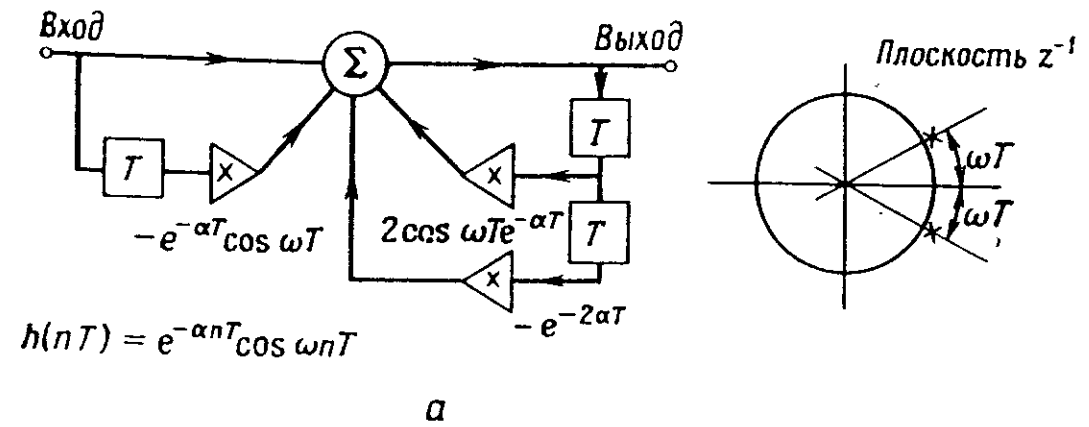 Вход
Σ
Выход
Плоскость z⁻¹
T
T
×
×
ωT
ωT
−e^{−αT}cos ωT
2cos ωTe^{−αT}
T
×
−e^{−2αT}
h(nT) = e^{−αnT}cos ωnT
а